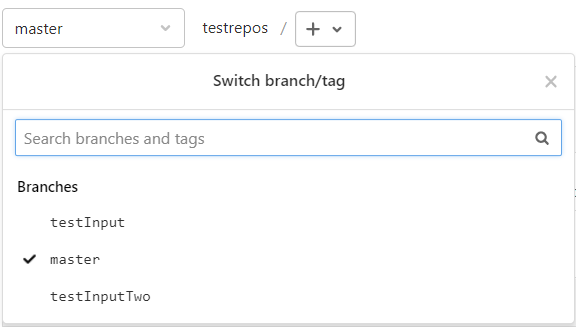 master testrepos /
Switch branch/tag
Search branches and tags
Branches
testInput
master
testInputTwo